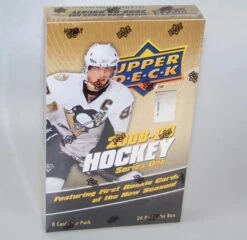 UPPER
DECK
2008-
HOCKEY
Series One
Featuring First Rookie Cards
of the New Season!
8 Cards Per Pack
24 Packs Per Box